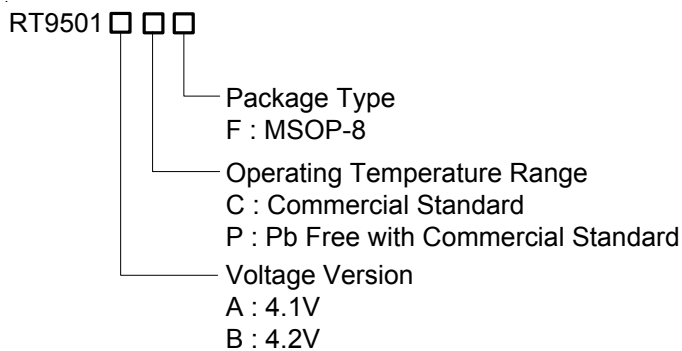 RT9501
Package Type
F : MSOP-8
Operating Temperature Range
C : Commercial Standard
P : Pb Free with Commercial Standard
Voltage Version
A : 4.1V
B : 4.2V